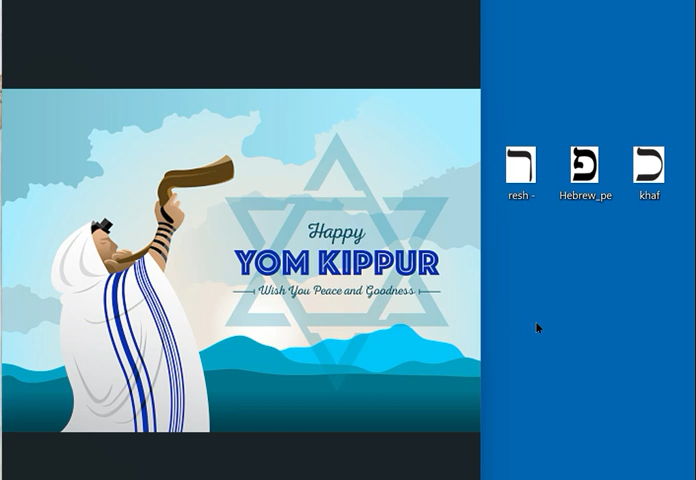 Happy
YOM KIPPUR
Wish You Peace and Goodness
ר פ כ
resh - Hebrew_pe khaf